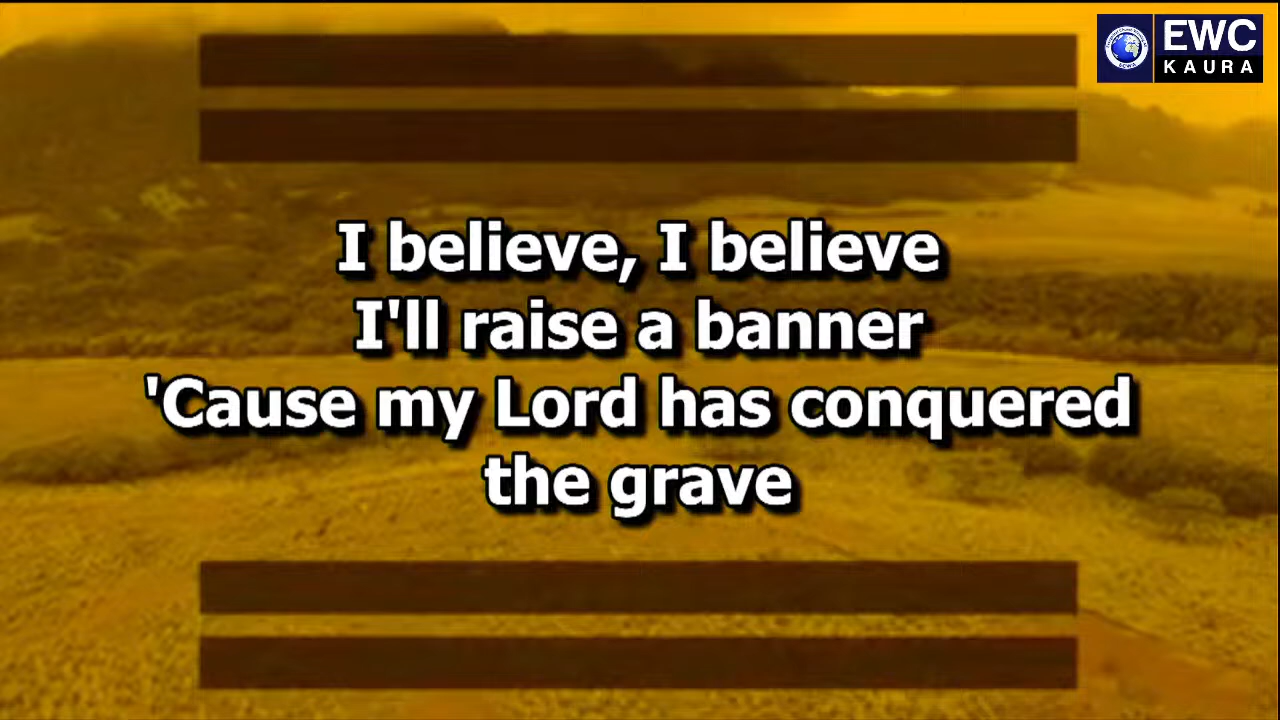 EWC
KAURA
I believe, I believe
I'll raise a banner
'Cause my Lord has conquered
the grave